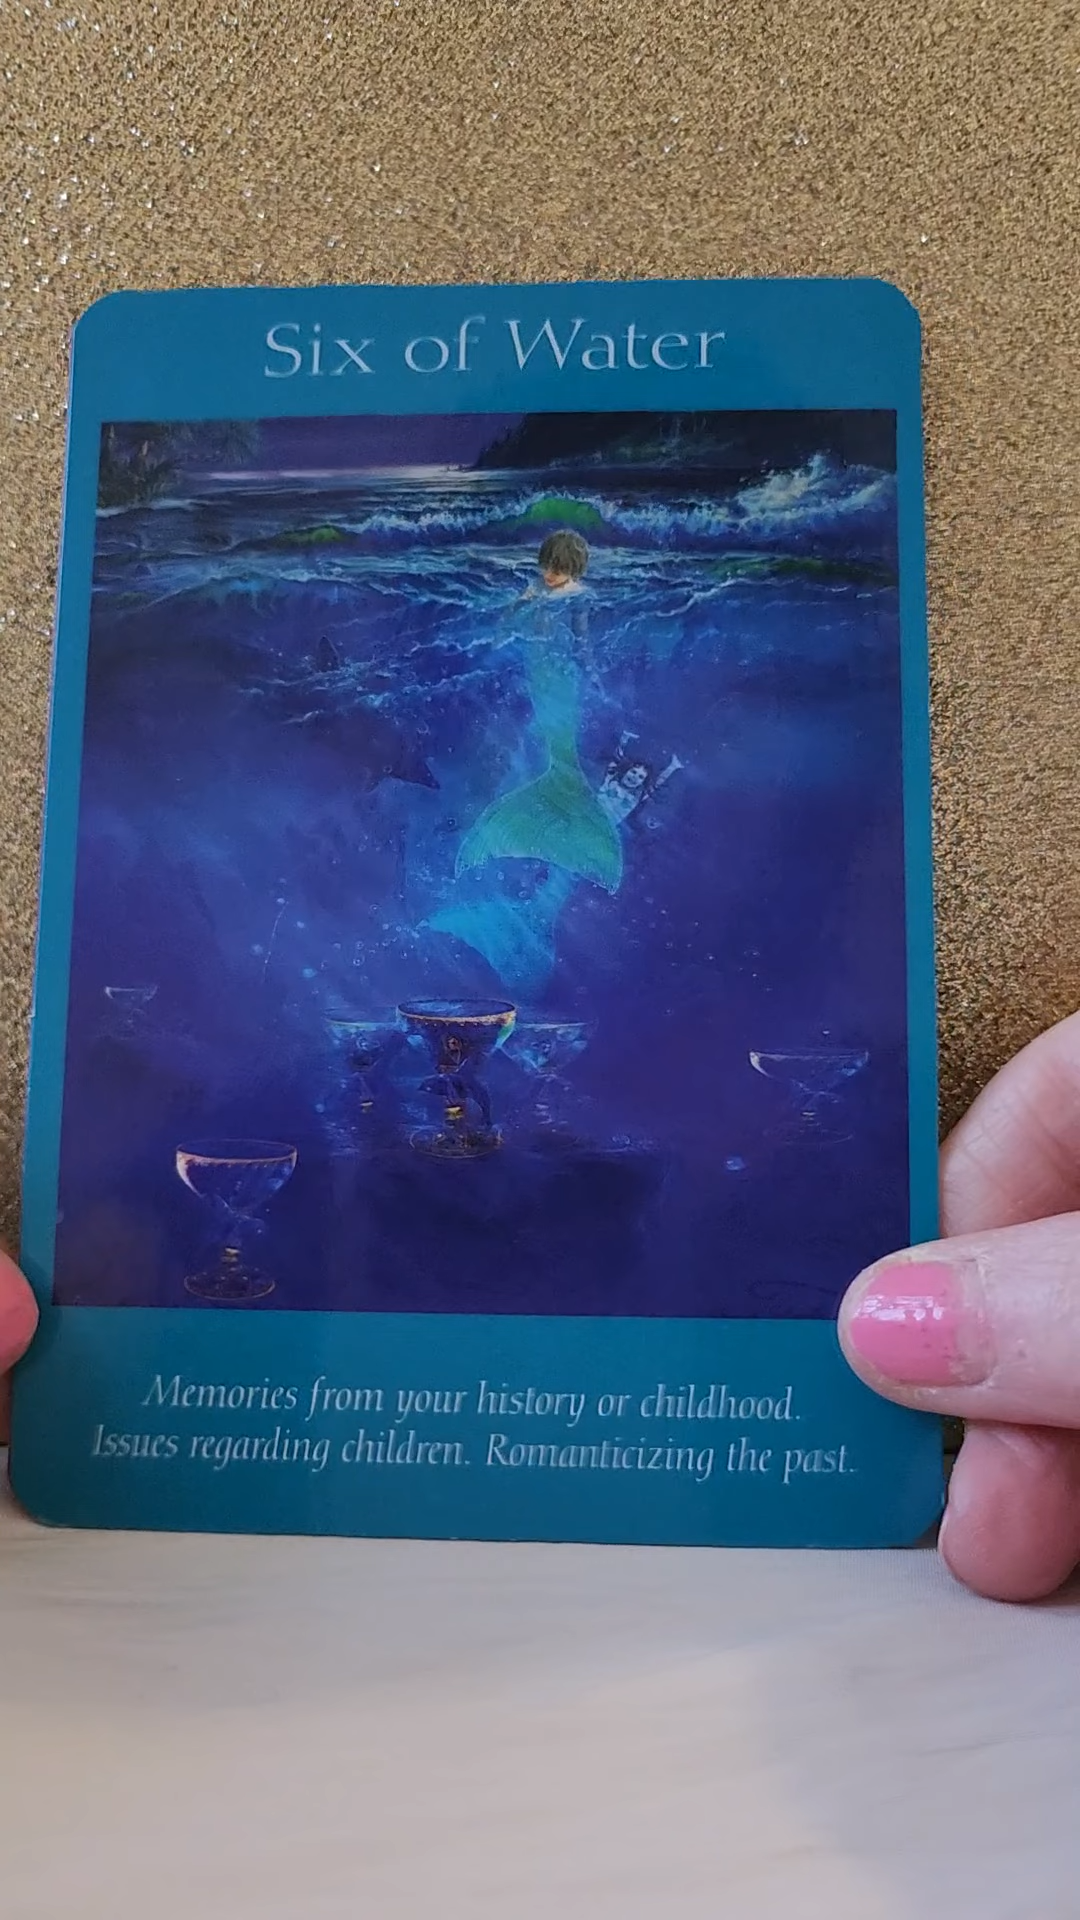 Six of Water
Memories from your history or childhood.
Issues regarding children. Romanticizing the past.